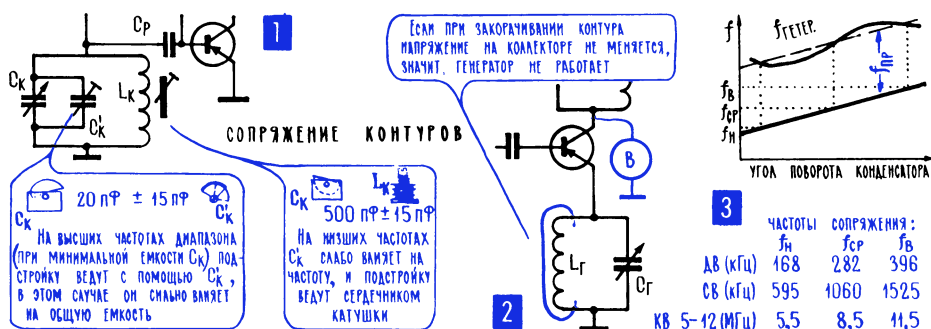 1
Cр
Cк
C'к
Lк
СОПРЯЖЕНИЕ КОНТУРОВ
Cк
20 пФ ± 15 пФ
C'к
На высших частотах диапазона
(при минимальной емкости Cк) под-
стройку ведут с помощью C'к,
в этом случае он сильно влияет
на общую емкость
Cк
Lк
500 пФ ± 15 пФ
На низших частотах
C'к слабо влияет на
частоту, и подстройку
ведут сердечником
катушки
Если при закорачивании контура
напряжение на коллекторе не меняется,
значит, генератор не работает
В
Lг
Cг
2
f
fгетер.
fпр
fв
fср
fн
УГОЛ ПОВОРОТА КОНДЕНСАТОРА
3
ЧАСТОТЫ СОПРЯЖЕНИЯ:
fн fср fв
ДВ (кГц) 168 282 396
СВ (кГц) 595 1060 1525
КВ 5-12 (МГц) 5.5 8.5 11.5